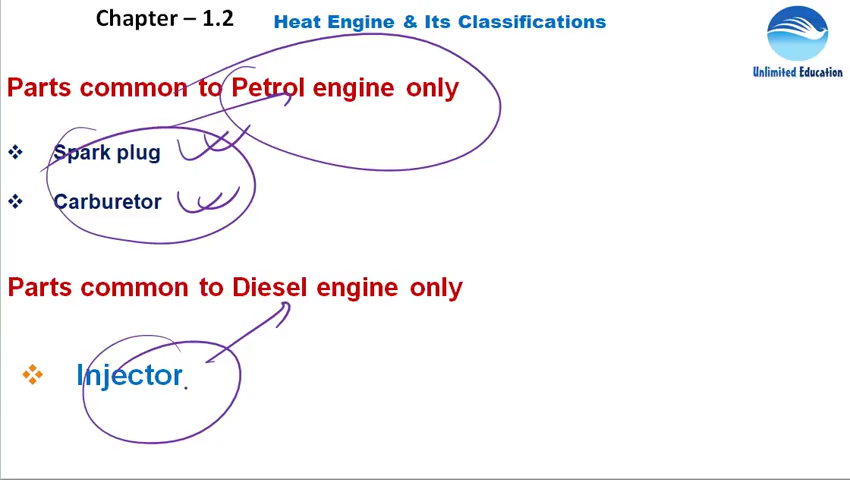 Chapter – 1.2
Heat Engine & Its Classifications
Unlimited Education
Parts common to Petrol engine only
❖ Spark plug
❖ Carburetor
Parts common to Diesel engine only
❖ Injector